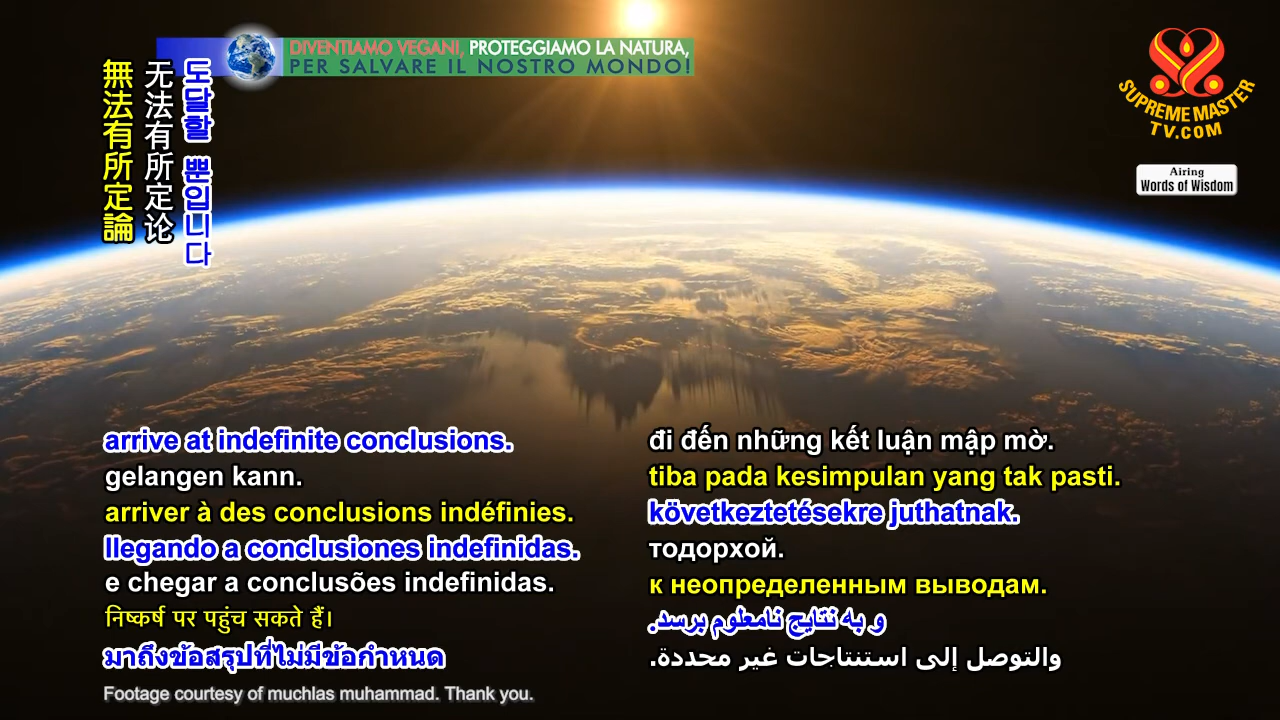 DIVENTIAMO VEGANI, PROTEGGIAMO LA NATURA,
PER SALVARE IL NOSTRO MONDO!
SUPREME MASTER
TV.COM
Airing
Words of Wisdom
도달할 뿐입니다
无法有所定论
無法有所定論
arrive at indefinite conclusions.
gelangen kann.
arriver à des conclusions indéfinies.
llegando a conclusiones indefinidas.
e chegar a conclusões indefinidas.
निष्कर्ष पर पहुंच सकते हैं।
มาถึงข้อสรุปที่ไม่มีข้อกำหนด
Footage courtesy of muchlas muhammad. Thank you.
đi đến những kết luận mập mờ.
tiba pada kesimpulan yang tak pasti.
következtetésekre juthatnak.
тодорхой.
к неопределенным выводам.
و به نتایج نامعلوم برسد.
والتوصل إلى استنتاجات غير محددة.